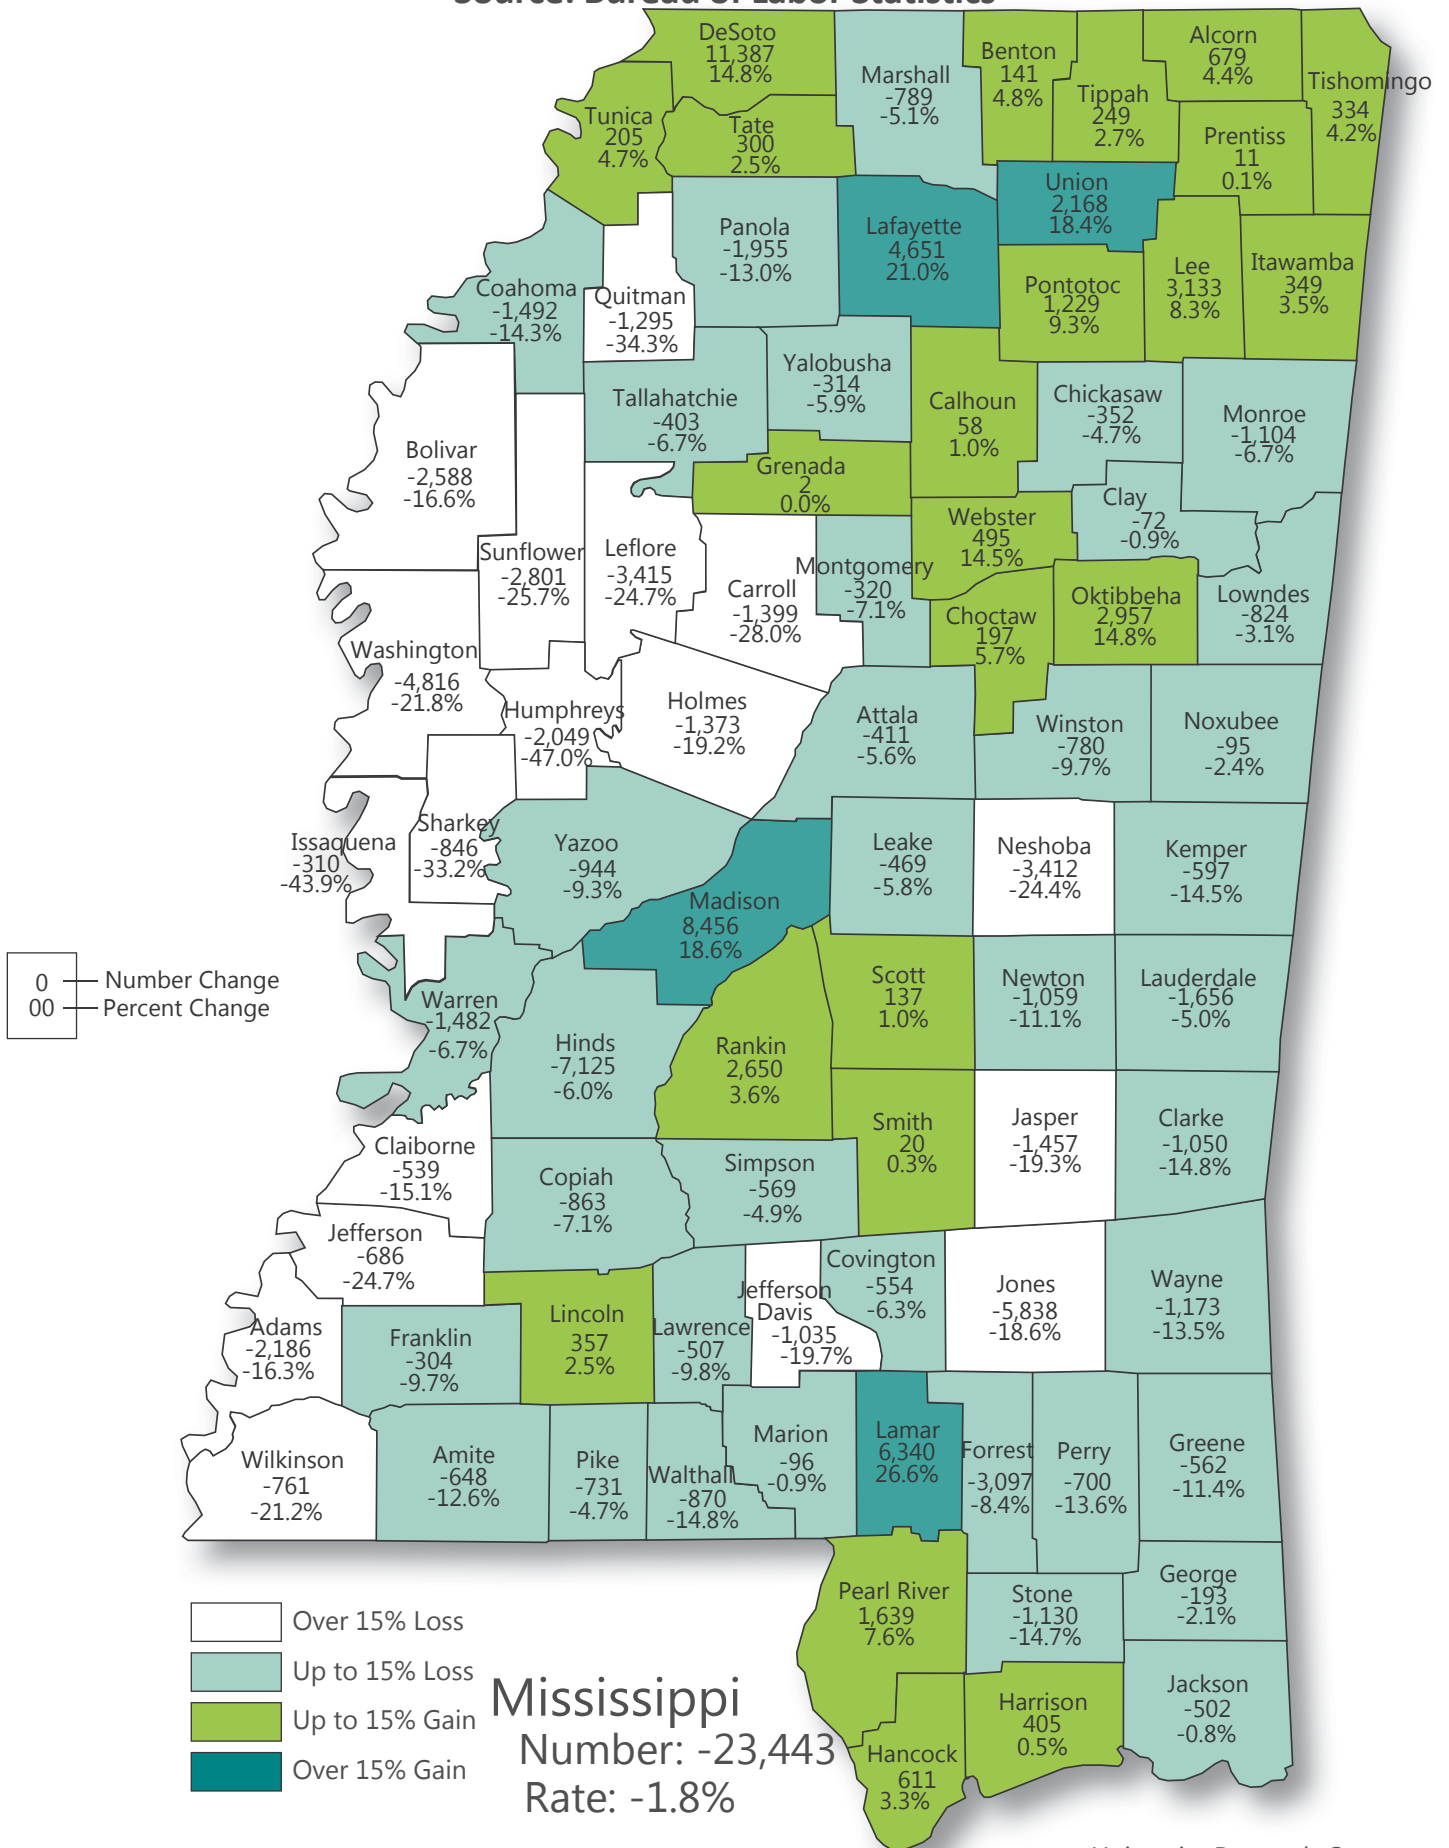 Source: Bureau of Labor Statistics
DeSoto
11,387
14.8%
Marshall
-789
-5.1%
Benton
141
4.8%
Tippah
249
2.7%
Alcorn
679
4.4%
Tishomingo
334
4.2%
Tunica
205
4.7%
Tate
300
2.5%
Prentiss
11
0.1%
Union
2,168
18.4%
Panola
-1,955
-13.0%
Lafayette
4,651
21.0%
Pontotoc
1,229
9.3%
Lee
3,133
8.3%
Itawamba
349
3.5%
Coahoma
-1,492
-14.3%
Quitman
-1,295
-34.3%
Tallahatchie
-403
-6.7%
Yalobusha
-314
-5.9%
Calhoun
58
1.0%
Chickasaw
-352
-4.7%
Monroe
-1,104
-6.7%
Bolivar
-2,588
-16.6%
Grenada
2
0.0%
Clay
-72
-0.9%
Webster
495
14.5%
Sunflower
-2,801
-25.7%
Leflore
-3,415
-24.7%
Carroll
-1,399
-28.0%
Montgomery
-320
-7.1%
Choctaw
197
5.7%
Oktibbeha
2,957
14.8%
Lowndes
-824
-3.1%
Washington
-4,816
-21.8%
Humphreys
-2,049
-47.0%
Holmes
-1,373
-19.2%
Attala
-411
-5.6%
Winston
-780
-9.7%
Noxubee
-95
-2.4%
Issaquena
-310
-43.9%
Sharkey
-846
-33.2%
Yazoo
-944
-9.3%
Madison
8,456
18.6%
Leake
-469
-5.8%
Neshoba
-3,412
-24.4%
Kemper
-597
-14.5%
0
Number Change
00
Percent Change
Warren
-1,482
-6.7%
Hinds
-7,125
-6.0%
Rankin
2,650
3.6%
Scott
137
1.0%
Newton
-1,059
-11.1%
Lauderdale
-1,656
-5.0%
Claiborne
-539
-15.1%
Copiah
-863
-7.1%
Simpson
-569
-4.9%
Smith
20
0.3%
Jasper
-1,457
-19.3%
Clarke
-1,050
-14.8%
Jefferson
-686
-24.7%
Adams
-2,186
-16.3%
Franklin
-304
-9.7%
Lincoln
357
2.5%
Lawrence
-507
-9.8%
Jefferson
Davis
-1,035
-19.7%
Covington
-554
-6.3%
Jones
-5,838
-18.6%
Wayne
-1,173
-13.5%
Wilkinson
-761
-21.2%
Amite
-648
-12.6%
Pike
-731
-4.7%
Walthall
-870
-14.8%
Marion
-96
-0.9%
Lamar
6,340
26.6%
Forrest
-3,097
-8.4%
Perry
-700
-13.6%
Greene
-562
-11.4%
Pearl River
1,639
7.6%
Stone
-1,130
-14.7%
George
-193
-2.1%
Hancock
611
3.3%
Harrison
405
0.5%
Jackson
-502
-0.8%
Over 15% Loss
Up to 15% Loss
Up to 15% Gain
Over 15% Gain
Mississippi
Number: -23,443
Rate: -1.8%